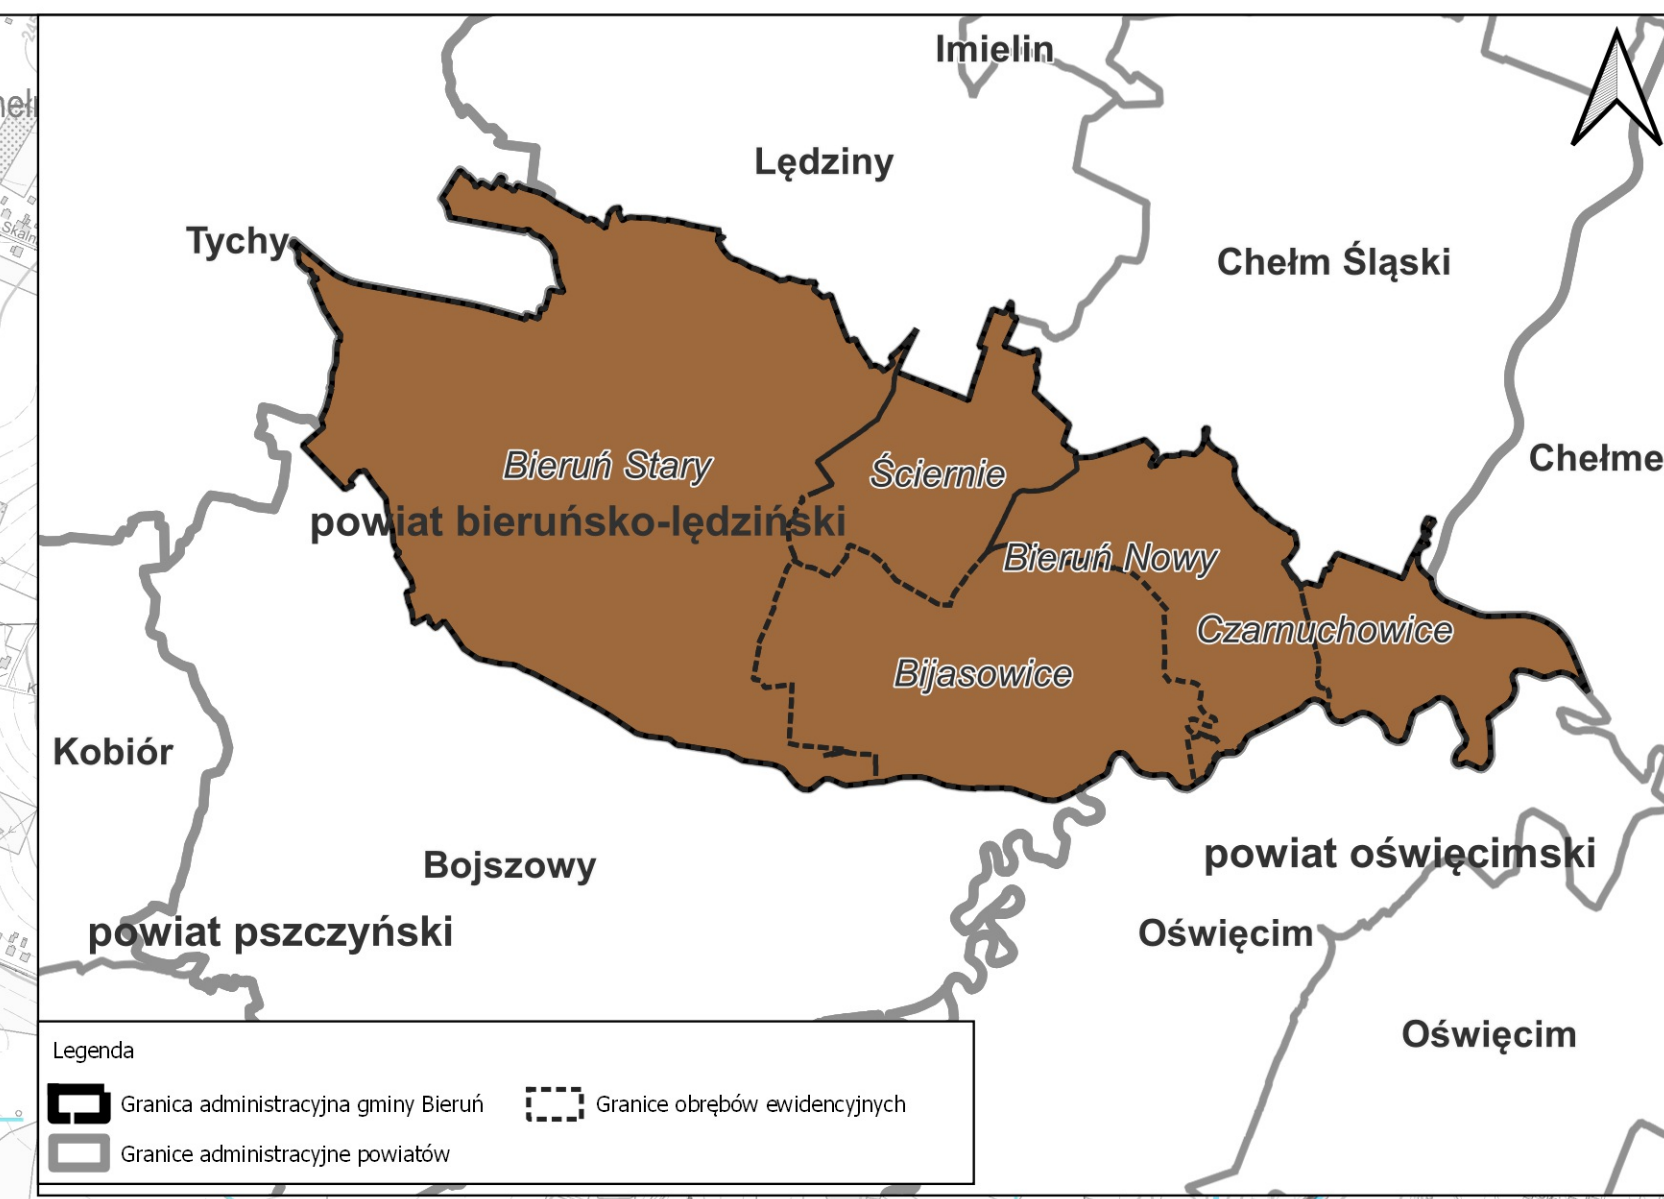 Imielin
Lędziny
Tychy
Chełm Śląski
Chełme
Bieruń Stary
Ściernie
powiat bieruńsko-lędziński
Bieruń Nowy
Czarnuchowice
Bijasowice
Kobiór
Bojszowy
powiat oświęcimski
powiat pszczyński
Oświęcim
Oświęcim
Legenda
Granica administracyjna gminy Bieruń
Granice obrębów ewidencyjnych
Granice administracyjne powiatów